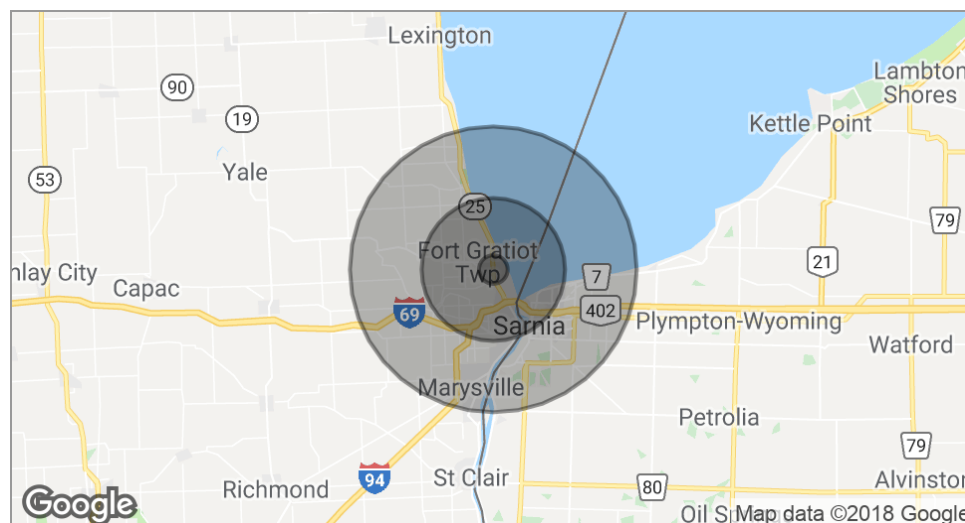 Lexington
Lambton
Shores
90
Kettle Point
19
Yale
53
25
79
Fort Gratiot
Twp
21
nlay City
7
Capac
69
402
Sarnia
Plympton-Wyoming
Watford
Marysville
Petrolia
79
94
St Clair
80
Alvinston
Richmond
Google
Oil Sp
Map data ©2018 Google